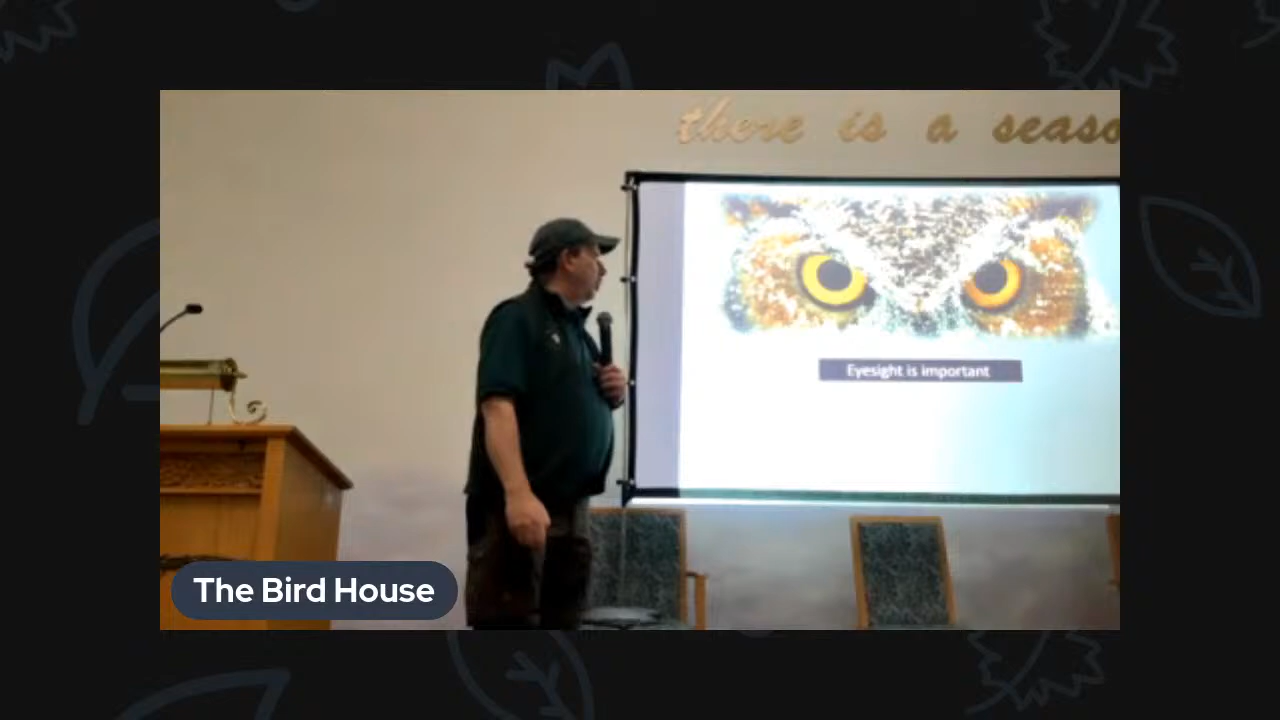 there is a seaso
Eyesight is important
The Bird House